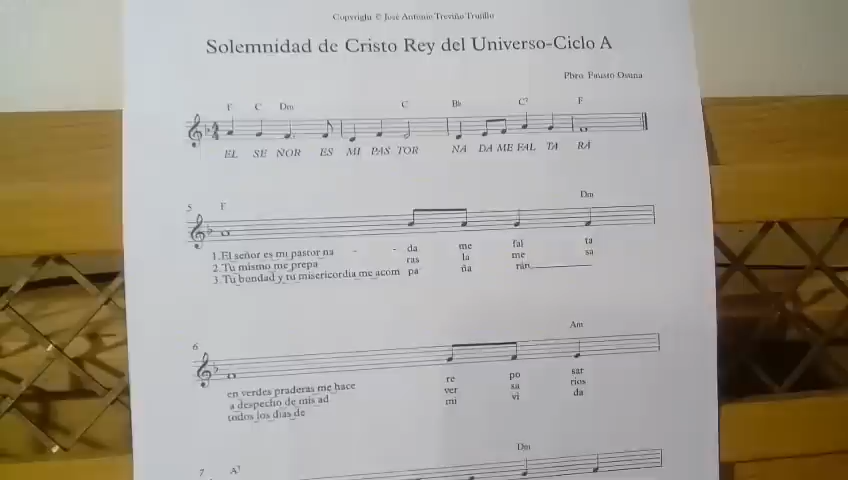 Copyright © José Antonio Treviño Trujillo
Solemnidad de Cristo Rey del Universo-Ciclo A
Pbro. Fausto Osuna
F C Dm C Bb C7 F
EL SE ÑOR ES MI PAS TOR NA DA ME FAL TA RÁ
5 F Dm
1.El señor es mi pastor na - - da me fal ta
2.Tu mismo me prepa ras la me sa
3.Tu bondad y tu misericordia me acom pa ña rán
6 Am
en verdes praderas me hace re po sar
a despecho de mis ad ver sa rios
todos los dias de mi vi da
7 A7 Dm